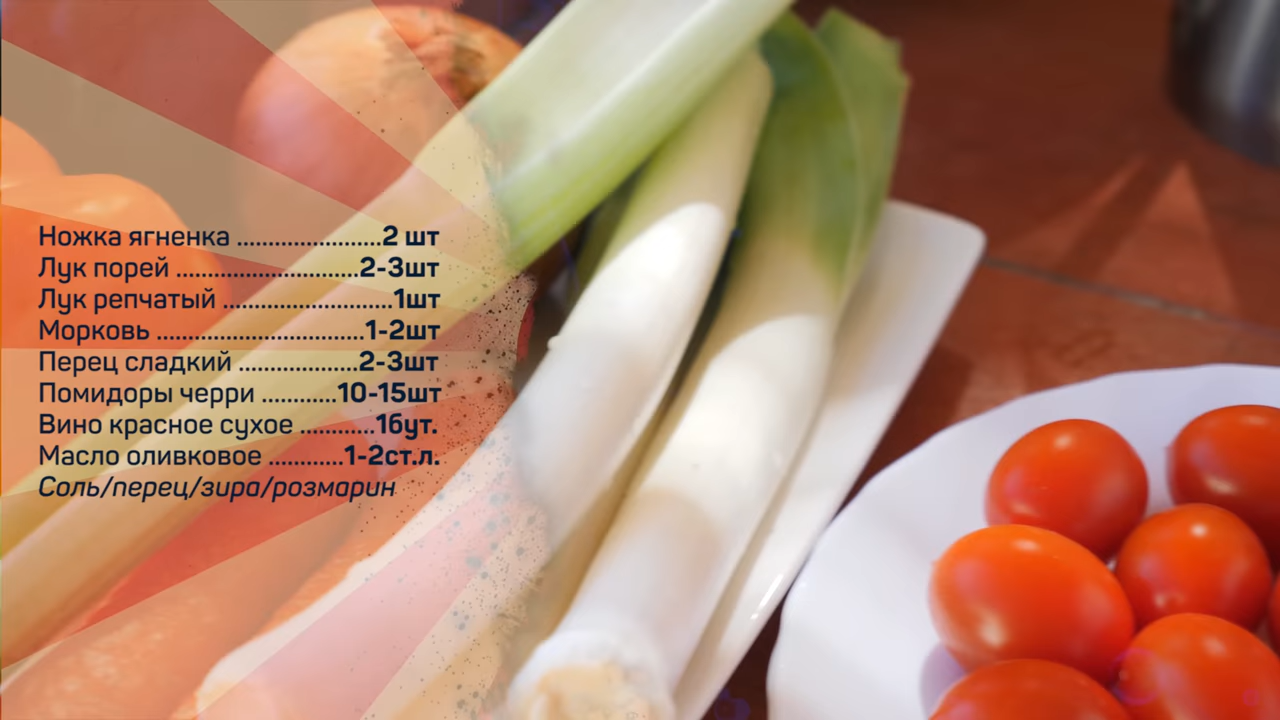 Ножка ягненка ......................2 шт
Лук порей ............................2-3шт
Лук репчатый ..........................1шт
Морковь ................................1-2шт
Перец сладкий ..................2-3шт
Помидоры черри ............10-15шт
Вино красное сухое ............1бут.
Масло оливковое ............1-2ст.л.
Соль/перец/зира/розмарин